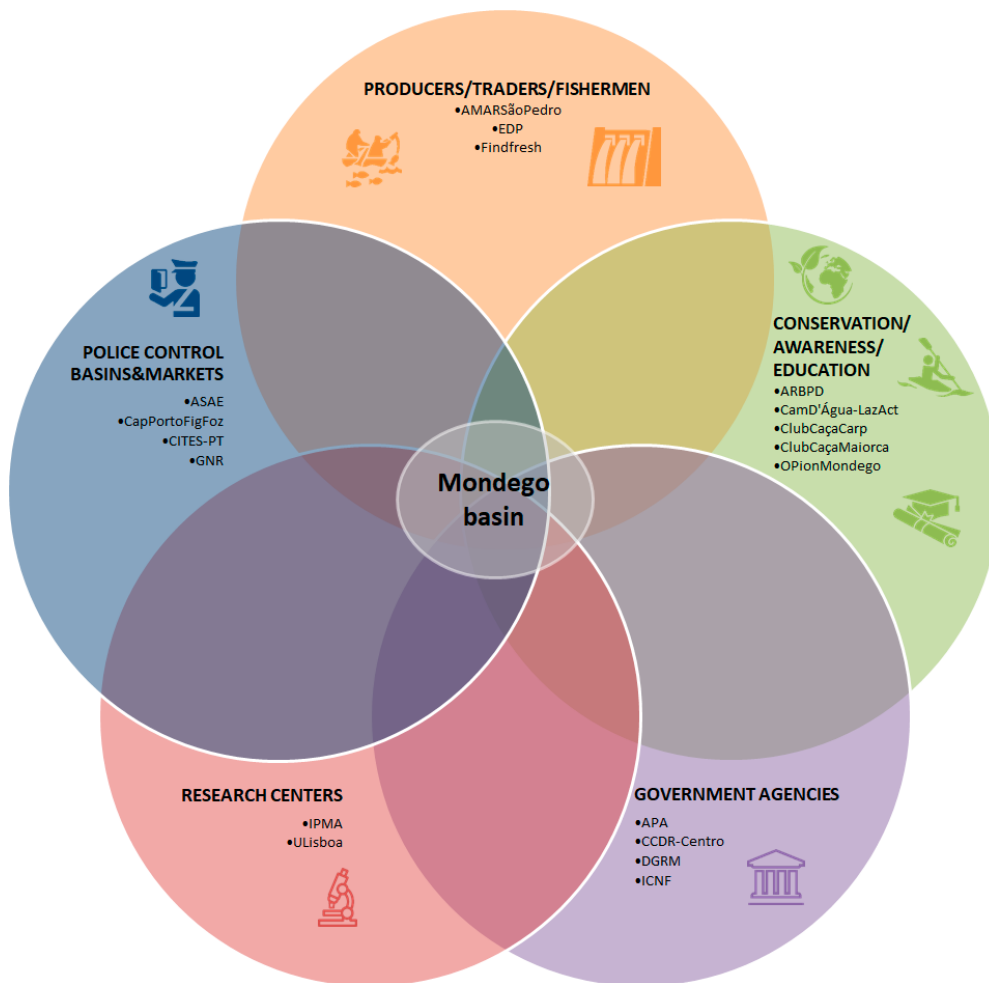 PRODUCERS/TRADERS/FISHERMEN
•AMARSãoPedro
•EDP
•Findfresh
POLICE CONTROL
BASINS&MARKETS
•ASAE
•CapPortoFigFoz
•CITES-PT
•GNR
CONSERVATION/
AWARENESS/
EDUCATION
•ARBPD
•CamD'Água-LazAct
•ClubCaçaCarp
•ClubCaçaMaiorca
•OPionMondego
Mondego
basin
RESEARCH CENTERS
•IPMA
•ULisboa
GOVERNMENT AGENCIES
•APA
•CCDR-Centro
•DGRM
•ICNF